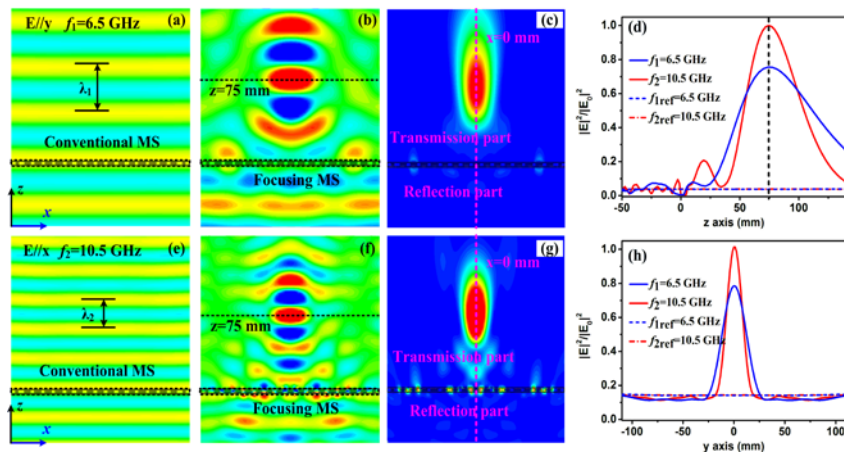 E//y f₁=6.5 GHz (a)
λ₁
Conventional MS
z
x
(b)
z=75 mm
Focusing MS
(c)
x=0 mm
Transmission part
Reflection part
(d)
f₁=6.5 GHz
f₂=10.5 GHz
f₁ref=6.5 GHz
f₂ref=10.5 GHz
|E|²/|E₀|²
1.0
0.8
0.6
0.4
0.2
0.0
-50 -25 0 25 50 75 100
z axis (mm)
E//x f₂=10.5 GHz (e)
λ₂
Conventional MS
z
x
(f)
z=75 mm
Focusing MS
(g)
x=0 mm
Transmission part
Reflection part
(h)
f₁=6.5 GHz
f₂=10.5 GHz
f₁ref=6.5 GHz
f₂ref=10.5 GHz
|E|²/|E₀|²
1.0
0.8
0.6
0.4
0.2
0.0
-100 -50 0 50 100
y axis (mm)